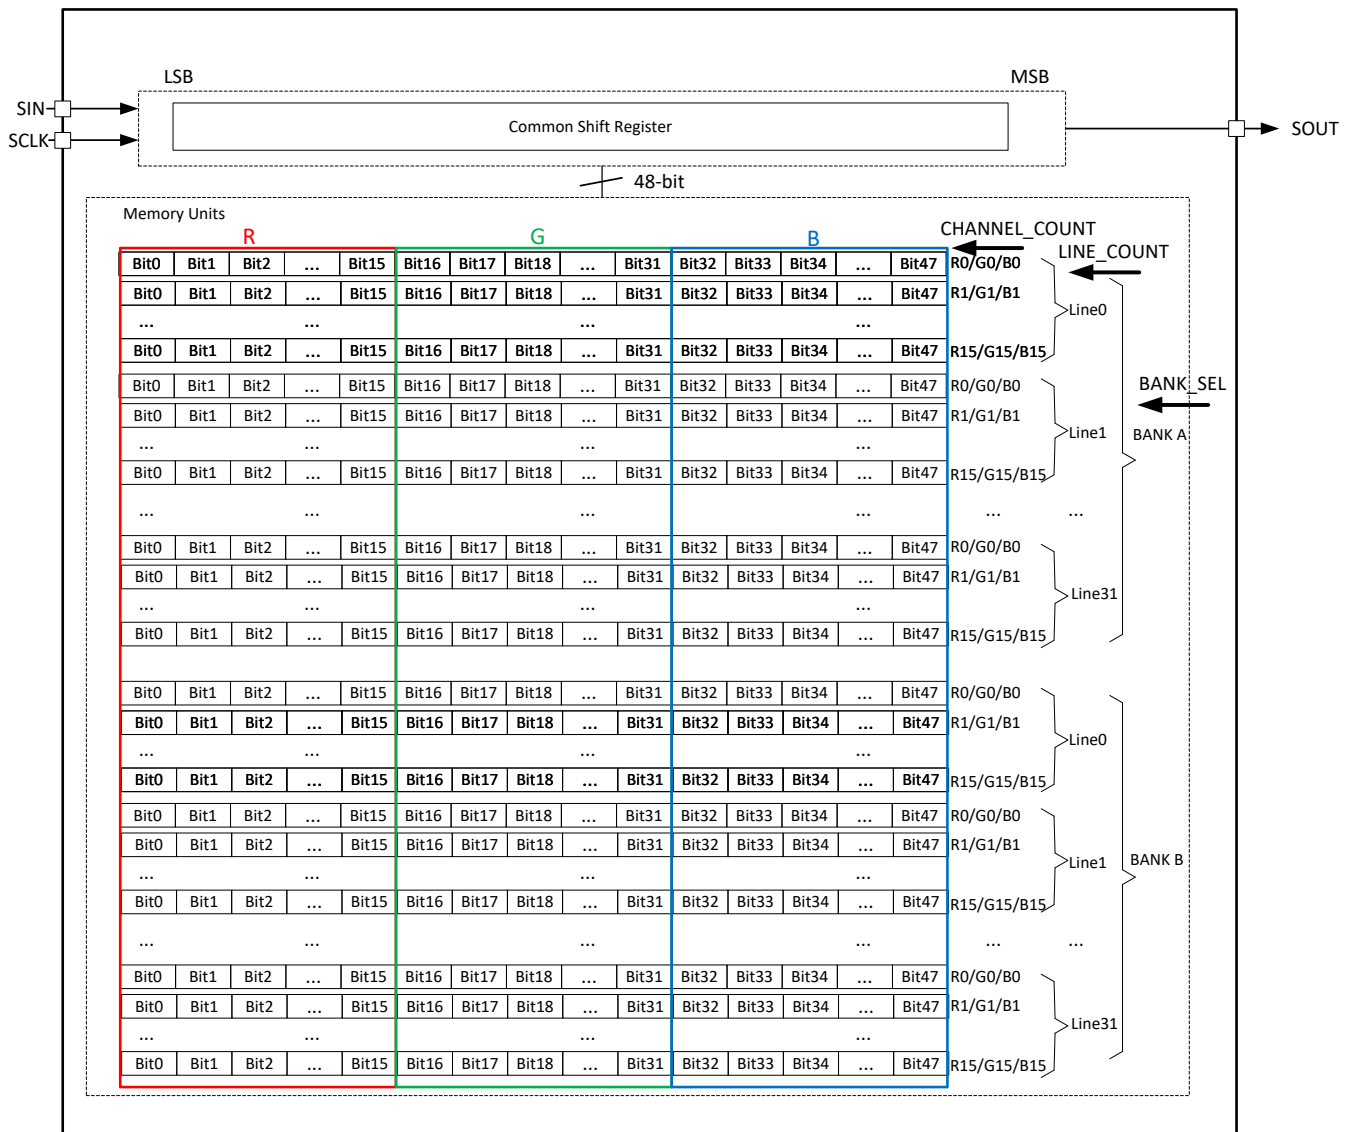 LSB MSB
SIN
SCLK
Common Shift Register
SOUT
48-bit
Memory Units
R G B
CHANNEL_COUNT
LINE_COUNT
Bit0 Bit1 Bit2 ... Bit15 Bit16 Bit17 Bit18 ... Bit31 Bit32 Bit33 Bit34 ... Bit47 R0/G0/B0
Bit0 Bit1 Bit2 ... Bit15 Bit16 Bit17 Bit18 ... Bit31 Bit32 Bit33 Bit34 ... Bit47 R1/G1/B1
... ... ... ... Line0
Bit0 Bit1 Bit2 ... Bit15 Bit16 Bit17 Bit18 ... Bit31 Bit32 Bit33 Bit34 ... Bit47 R15/G15/B15
Bit0 Bit1 Bit2 ... Bit15 Bit16 Bit17 Bit18 ... Bit31 Bit32 Bit33 Bit34 ... Bit47 R0/G0/B0
BANK_SEL
Bit0 Bit1 Bit2 ... Bit15 Bit16 Bit17 Bit18 ... Bit31 Bit32 Bit33 Bit34 ... Bit47 R1/G1/B1
... ... ... ... Line1 BANK A
Bit0 Bit1 Bit2 ... Bit15 Bit16 Bit17 Bit18 ... Bit31 Bit32 Bit33 Bit34 ... Bit47 R15/G15/B15
... ... ... ... ... ...
Bit0 Bit1 Bit2 ... Bit15 Bit16 Bit17 Bit18 ... Bit31 Bit32 Bit33 Bit34 ... Bit47 R0/G0/B0
Bit0 Bit1 Bit2 ... Bit15 Bit16 Bit17 Bit18 ... Bit31 Bit32 Bit33 Bit34 ... Bit47 R1/G1/B1
... ... ... ... Line31
Bit0 Bit1 Bit2 ... Bit15 Bit16 Bit17 Bit18 ... Bit31 Bit32 Bit33 Bit34 ... Bit47 R15/G15/B15
Bit0 Bit1 Bit2 ... Bit15 Bit16 Bit17 Bit18 ... Bit31 Bit32 Bit33 Bit34 ... Bit47 R0/G0/B0
Bit0 Bit1 Bit2 ... Bit15 Bit16 Bit17 Bit18 ... Bit31 Bit32 Bit33 Bit34 ... Bit47 R1/G1/B1
... ... ... ... Line0
Bit0 Bit1 Bit2 ... Bit15 Bit16 Bit17 Bit18 ... Bit31 Bit32 Bit33 Bit34 ... Bit47 R15/G15/B15
Bit0 Bit1 Bit2 ... Bit15 Bit16 Bit17 Bit18 ... Bit31 Bit32 Bit33 Bit34 ... Bit47 R0/G0/B0
Bit0 Bit1 Bit2 ... Bit15 Bit16 Bit17 Bit18 ... Bit31 Bit32 Bit33 Bit34 ... Bit47 R1/G1/B1
... ... ... ... Line1 BANK B
Bit0 Bit1 Bit2 ... Bit15 Bit16 Bit17 Bit18 ... Bit31 Bit32 Bit33 Bit34 ... Bit47 R15/G15/B15
... ... ... ... ... ...
Bit0 Bit1 Bit2 ... Bit15 Bit16 Bit17 Bit18 ... Bit31 Bit32 Bit33 Bit34 ... Bit47 R0/G0/B0
Bit0 Bit1 Bit2 ... Bit15 Bit16 Bit17 Bit18 ... Bit31 Bit32 Bit33 Bit34 ... Bit47 R1/G1/B1
... ... ... ... Line31
Bit0 Bit1 Bit2 ... Bit15 Bit16 Bit17 Bit18 ... Bit31 Bit32 Bit33 Bit34 ... Bit47 R15/G15/B15